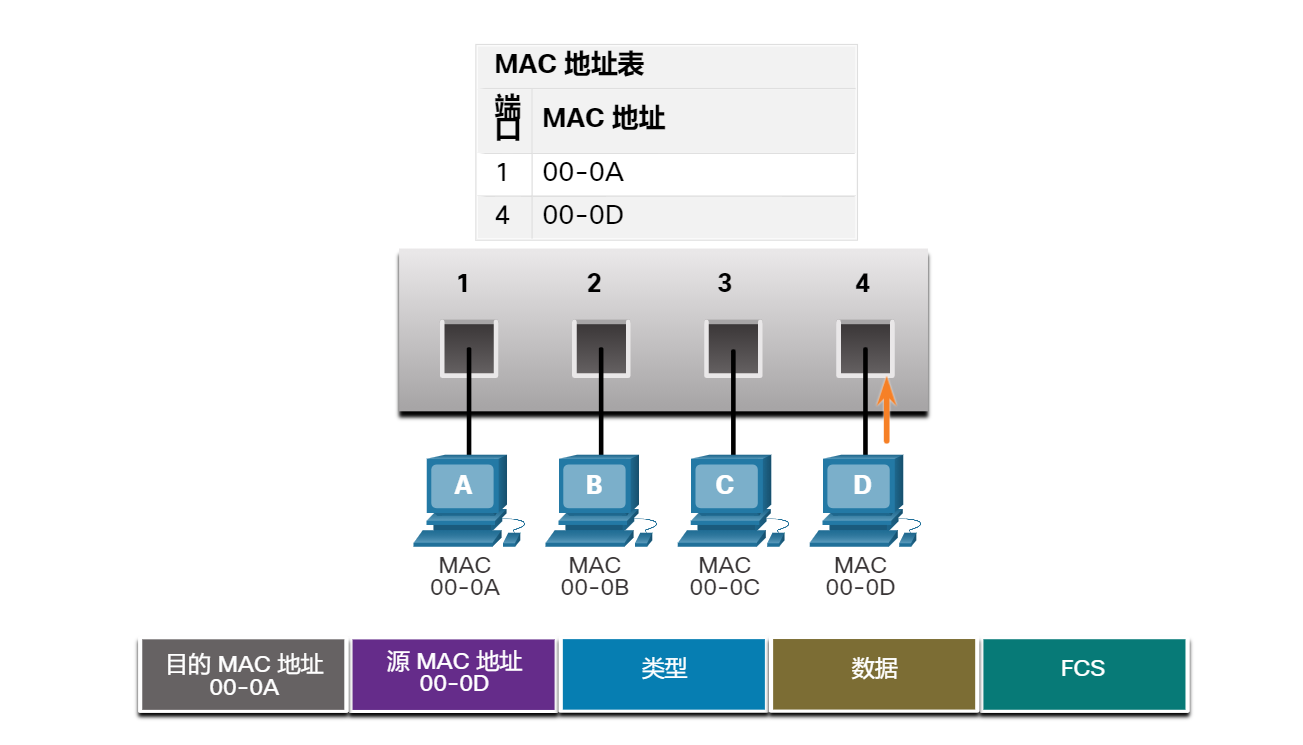 MAC 地址表
端口 MAC 地址
1 00-0A
4 00-0D
1 2 3 4
A B C D
MAC MAC MAC MAC
00-0A 00-0B 00-0C 00-0D
目的 MAC 地址 源 MAC 地址 类型 数据 FCS
00-0A 00-0D